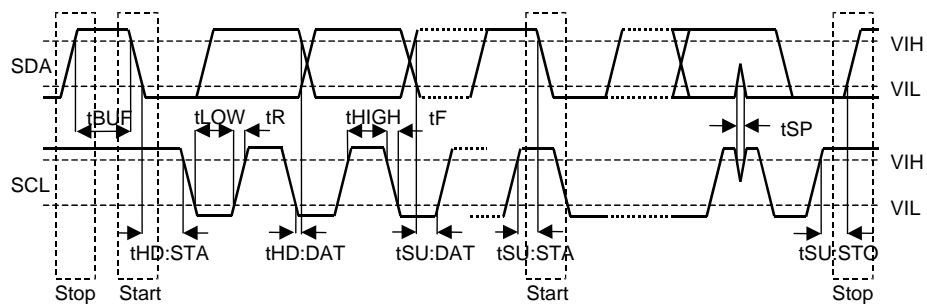 VIH
SDA
VIL
tBUF tLOW tR tHIGH tF tSP
VIH
SCL
VIL
tHD:STA tHD:DAT tSU:DAT tSU:STA tSU:STO
Stop Start Start Stop